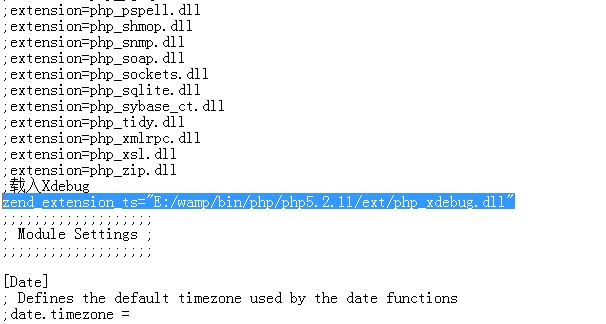 ;extension=php_pspell.dll
;extension=php_shmop.dll
;extension=php_snmp.dll
;extension=php_soap.dll
;extension=php_sockets.dll
;extension=php_sqlite.dll
;extension=php_sybase_ct.dll
;extension=php_tidy.dll
;extension=php_xmlrpc.dll
;extension=php_xsl.dll
;extension=php_zip.dll
;载入Xdebug
zend_extension_ts="E:/wamp/bin/php/php5.2.11/ext/php_xdebug.dll"
;;;;;;;;;;;;;;;;;;;
; Module Settings ;
;;;;;;;;;;;;;;;;;;;
[Date]
; Defines the default timezone used by the date functions
;date.timezone =